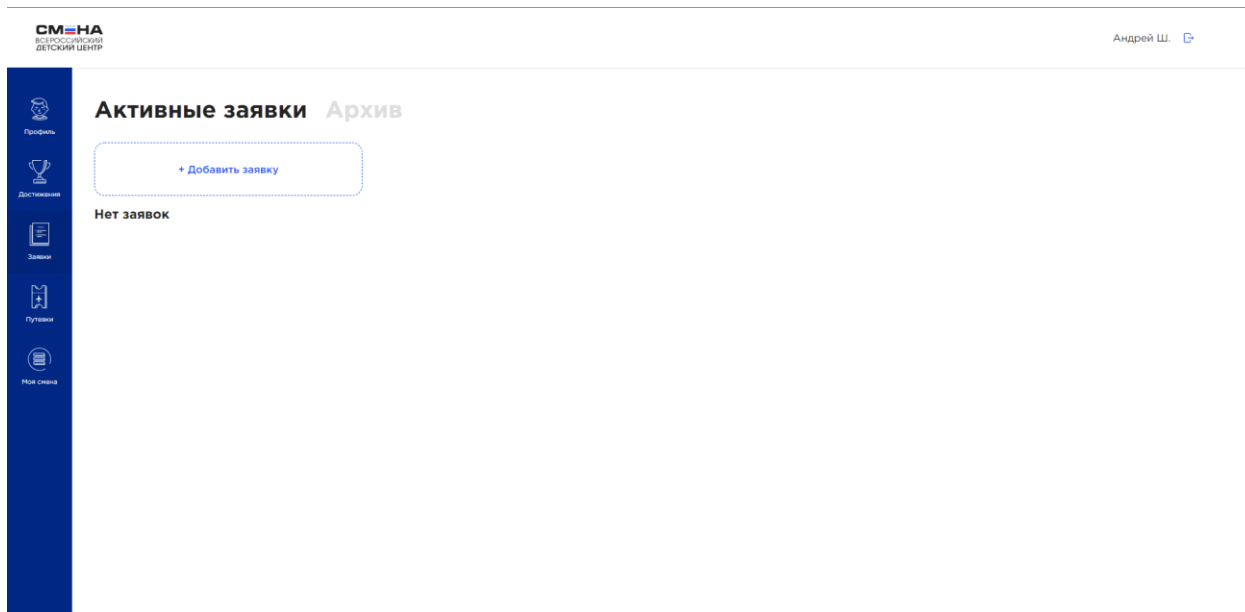 СМЕНА
ВСЕРОССИЙСКИЙ
ДЕТСКИЙ ЦЕНТР
Андрей Ш.
Профиль
Достижения
Заявки
Путевки
Моя смена
Активные заявки Архив
+ Добавить заявку
Нет заявок